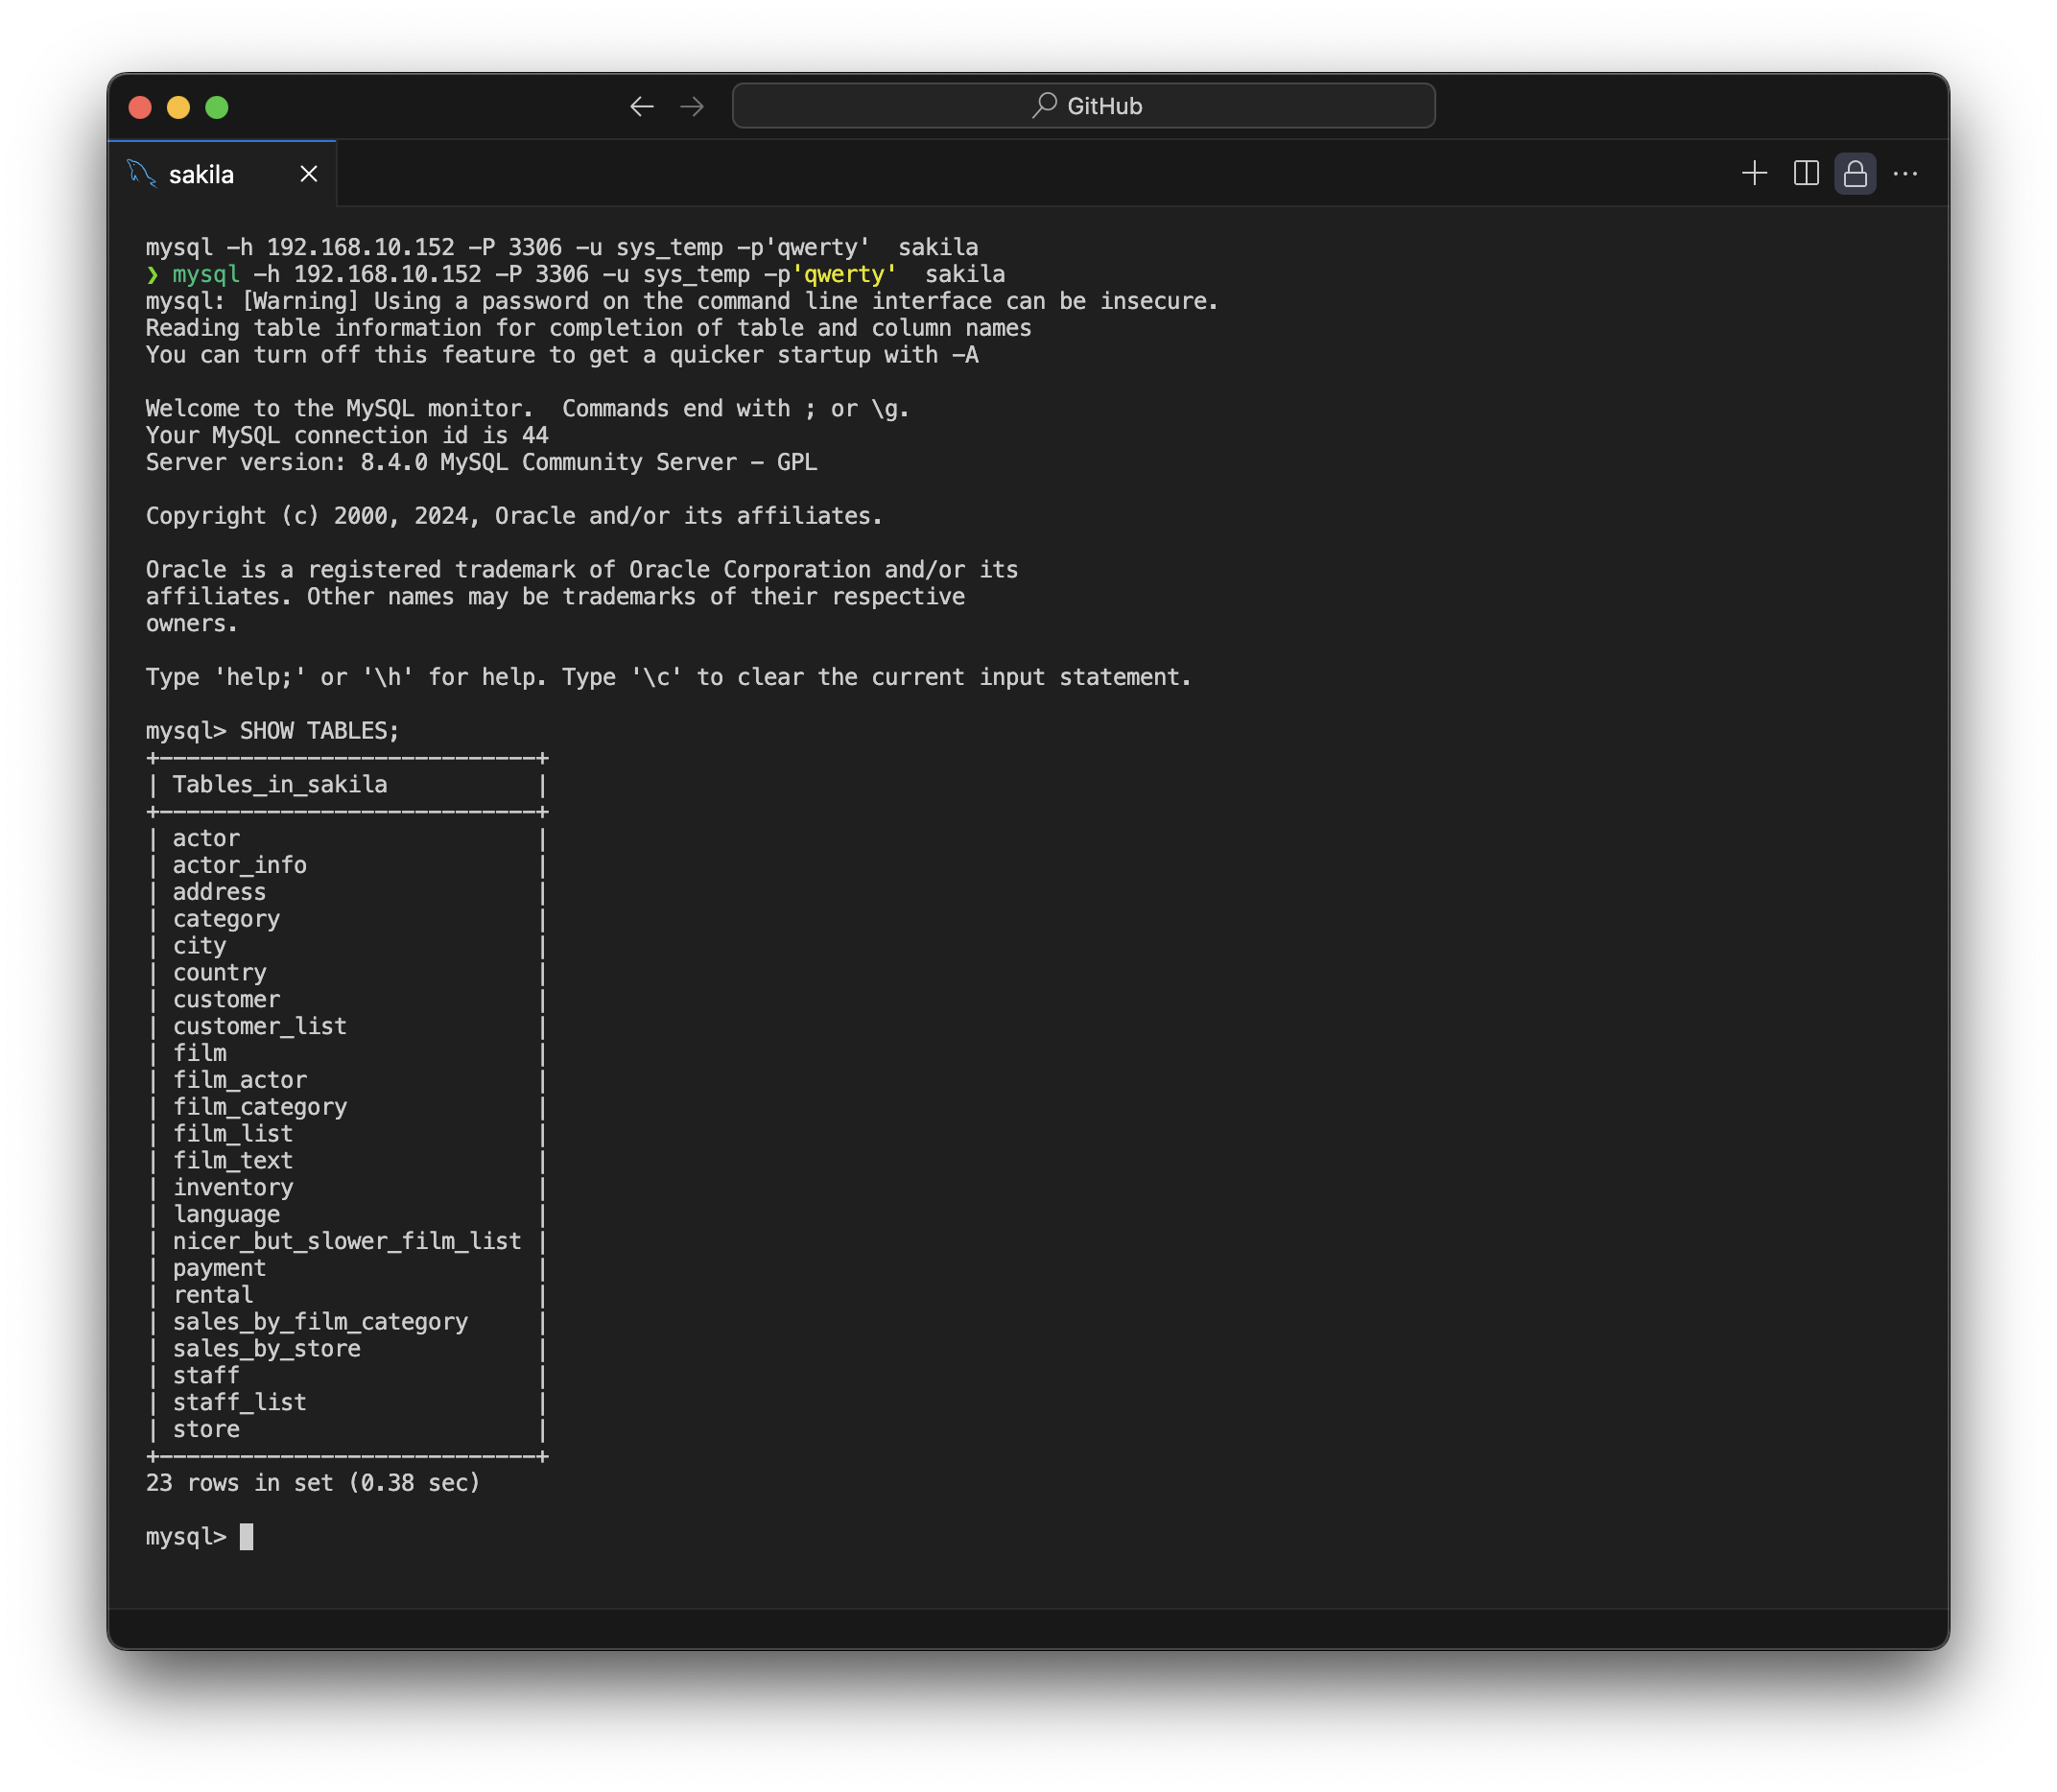 GitHub
sakila
mysql -h 192.168.10.152 -P 3306 -u sys_temp -p'qwerty'  sakila
❯ mysql -h 192.168.10.152 -P 3306 -u sys_temp -p'qwerty'  sakila
mysql: [Warning] Using a password on the command line interface can be insecure.
Reading table information for completion of table and column names
You can turn off this feature to get a quicker startup with -A

Welcome to the MySQL monitor.  Commands end with ; or \g.
Your MySQL connection id is 44
Server version: 8.4.0 MySQL Community Server - GPL

Copyright (c) 2000, 2024, Oracle and/or its affiliates.

Oracle is a registered trademark of Oracle Corporation and/or its
affiliates. Other names may be trademarks of their respective
owners.

Type 'help;' or '\h' for help. Type '\c' to clear the current input statement.

mysql> SHOW TABLES;
+----------------------------+
| Tables_in_sakila           |
+----------------------------+
| actor                      |
| actor_info                 |
| address                    |
| category                   |
| city                       |
| country                    |
| customer                   |
| customer_list              |
| film                       |
| film_actor                 |
| film_category              |
| film_list                  |
| film_text                  |
| inventory                  |
| language                   |
| nicer_but_slower_film_list |
| payment                    |
| rental                     |
| sales_by_film_category     |
| sales_by_store             |
| staff                      |
| staff_list                 |
| store                      |
+----------------------------+
23 rows in set (0.38 sec)

mysql>